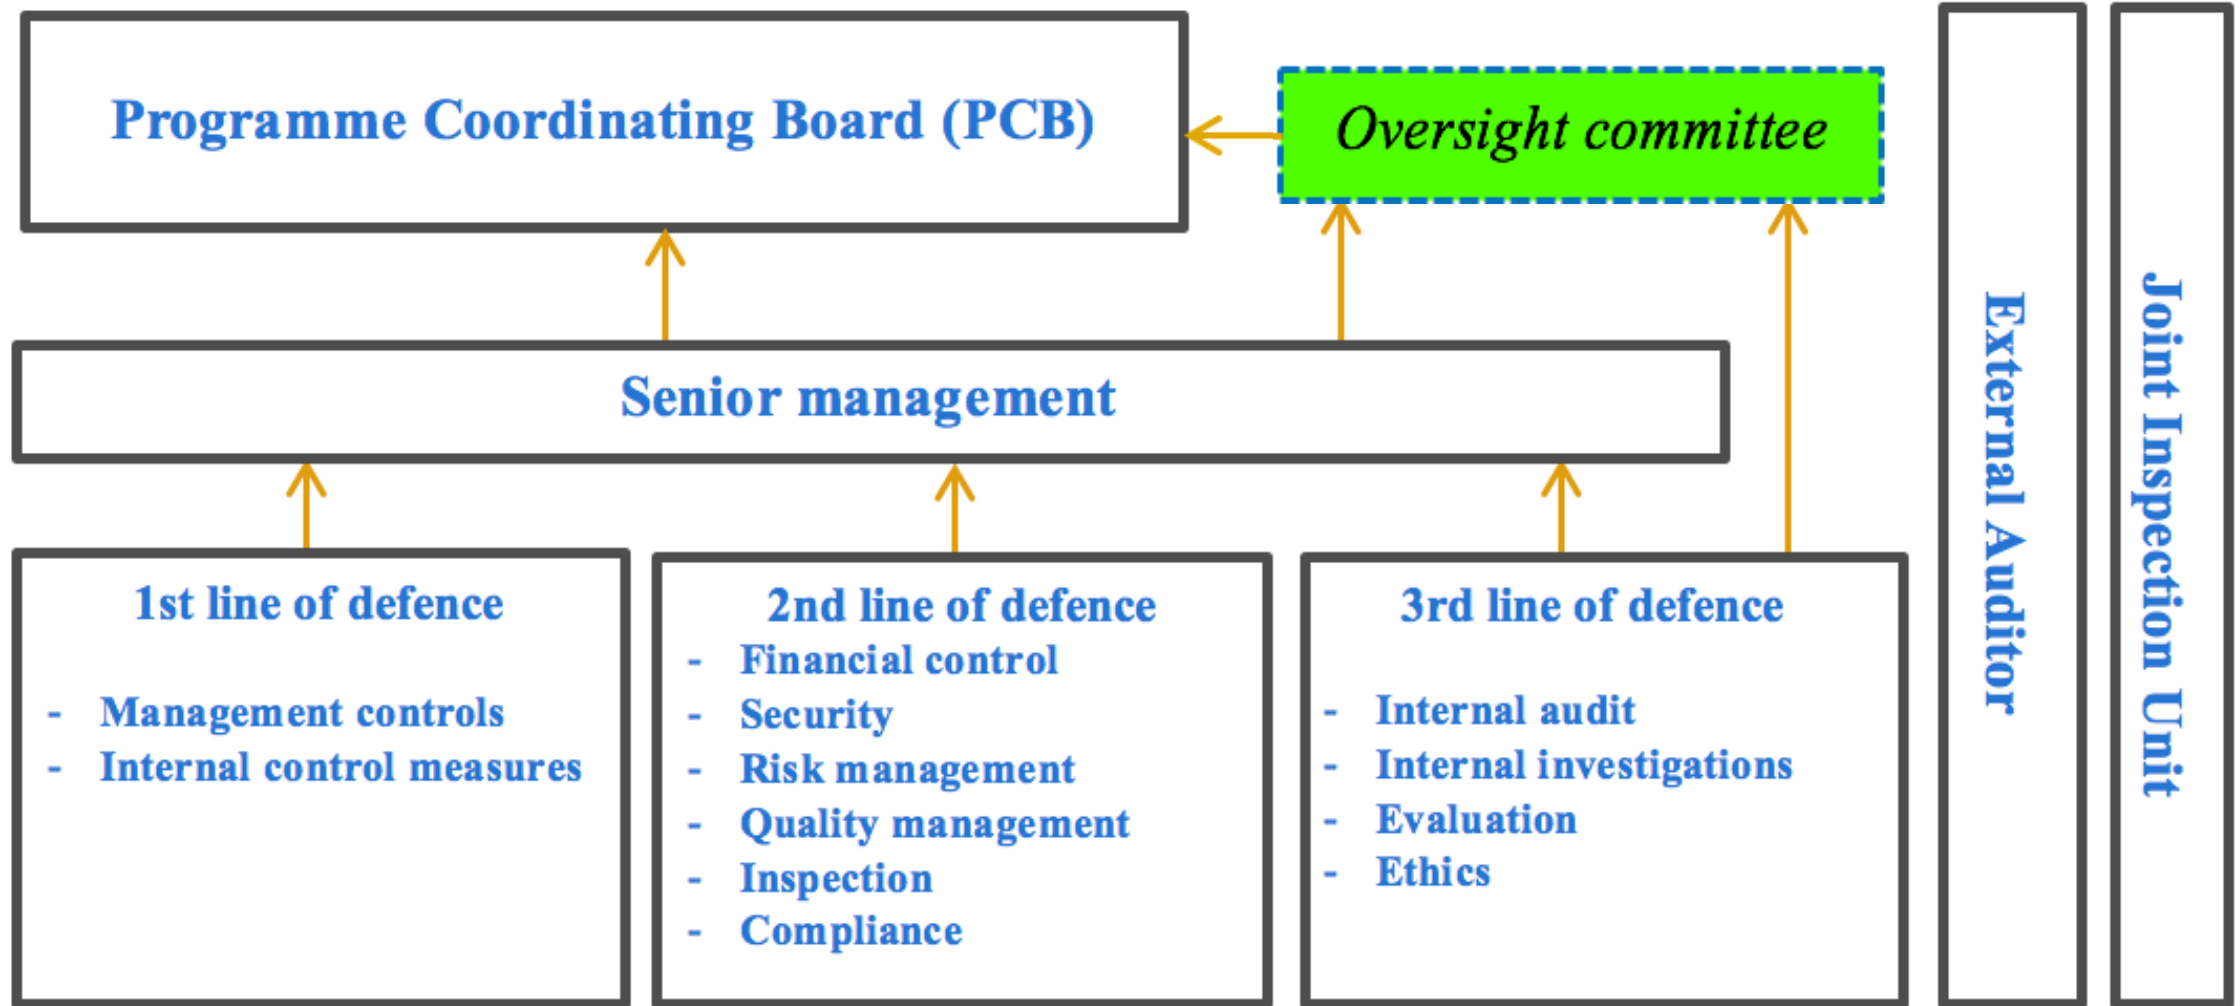 Programme Coordinating Board (PCB)
Oversight committee
Senior management
1st line of defence
- Management controls
- Internal control measures
2nd line of defence
- Financial control
- Security
- Risk management
- Quality management
- Inspection
- Compliance
3rd line of defence
- Internal audit
- Internal investigations
- Evaluation
- Ethics
External Auditor
Joint Inspection Unit